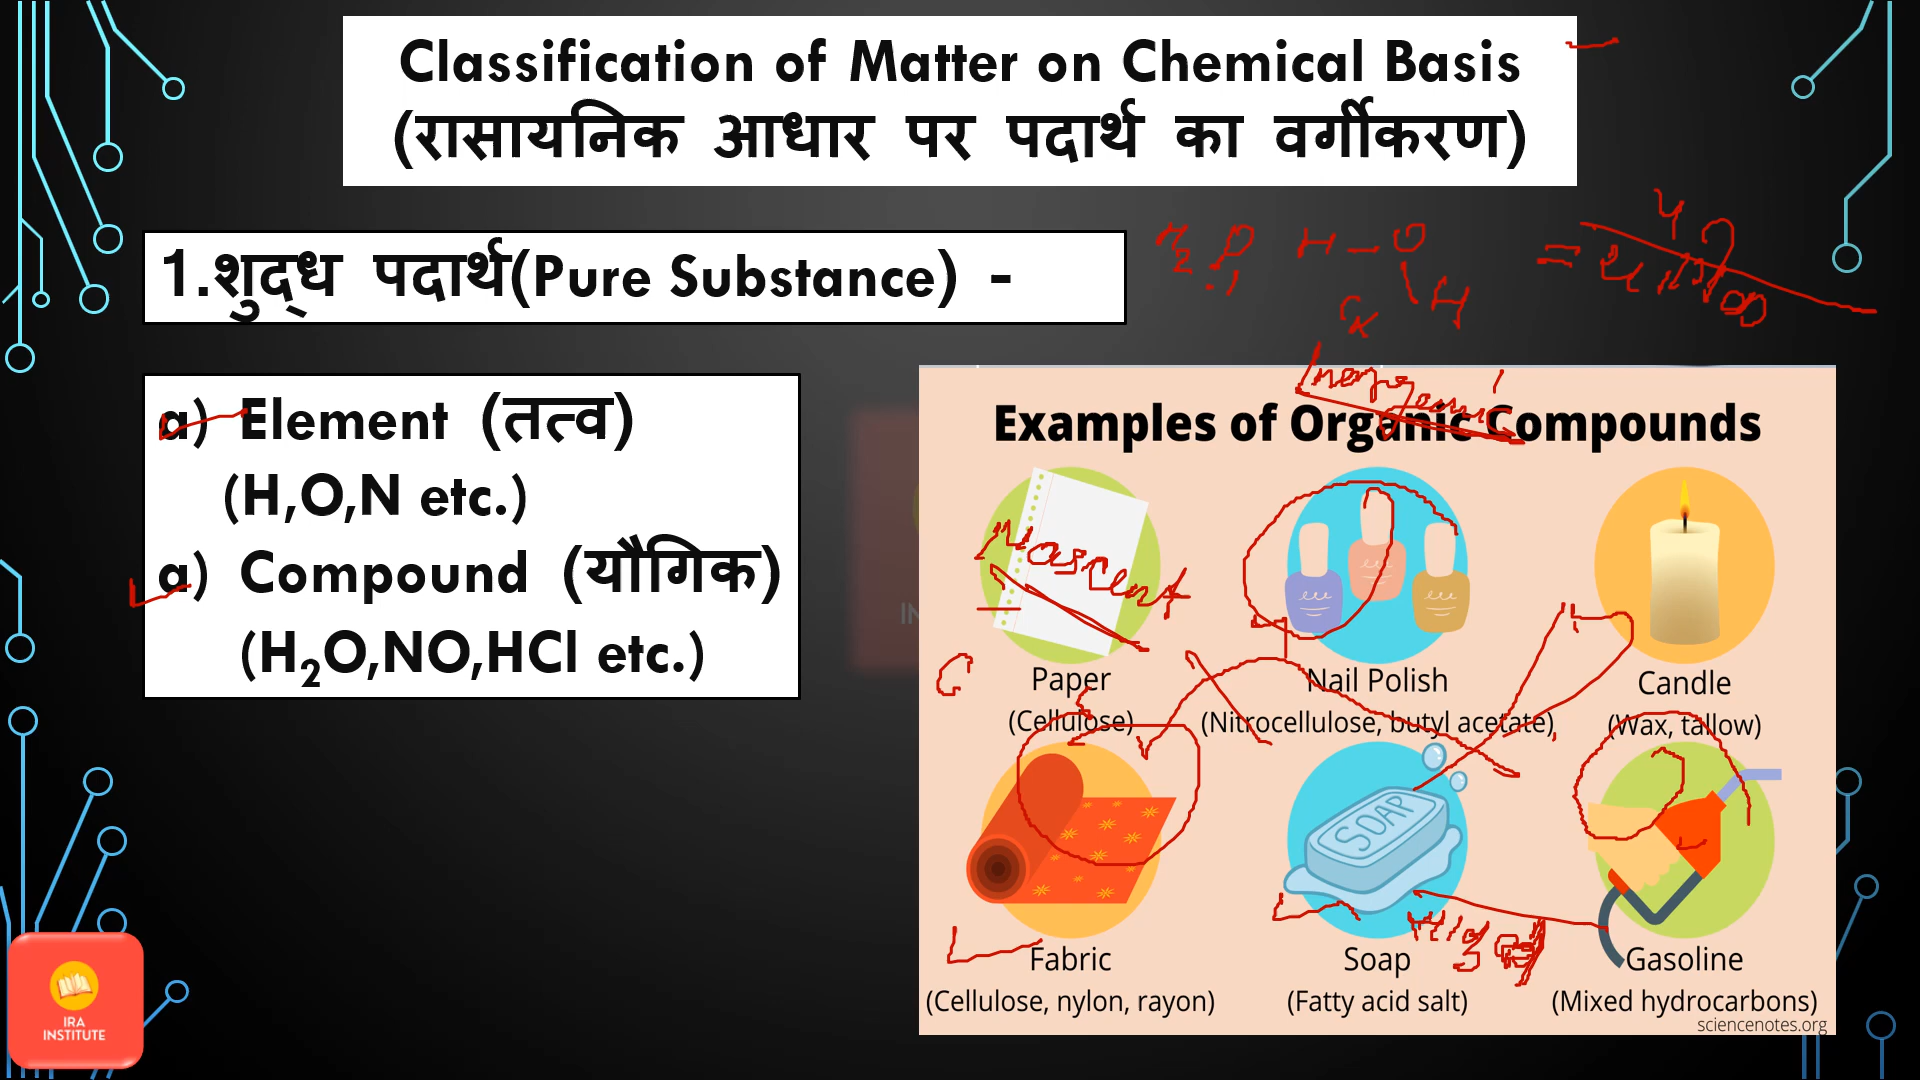 Classification of Matter on Chemical Basis
(रासायनिक आधार पर पदार्थ का वर्गीकरण)
1.शुद्ध पदार्थ(Pure Substance) -
H - O
H
a) Element (तत्व)
(H,O,N etc.)
a) Compound (यौगिक)
(H₂O,NO,HCl etc.)
Examples of Organic Compounds
Nascent
Paper
(Cellulose)
Nail Polish
(Nitrocellulose, butyl acetate)
Candle
(Wax, tallow)
SOAP
Fabric
(Cellulose, nylon, rayon)
Soap
(Fatty acid salt)
Gasoline
(Mixed hydrocarbons)
sciencenotes.org
IRA
INSTITUTE